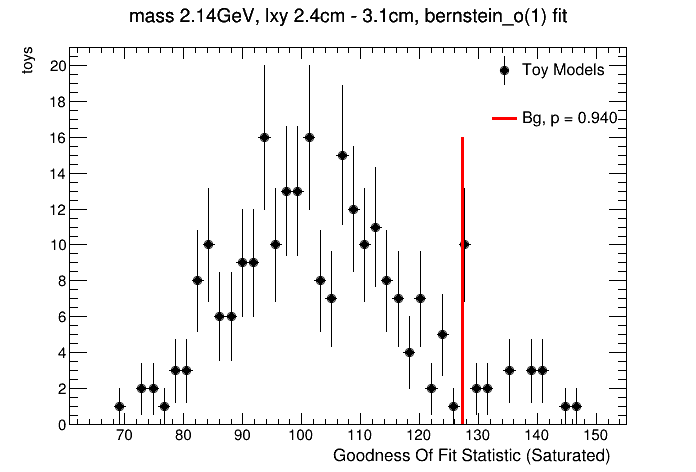 mass 2.14GeV, lxy 2.4cm - 3.1cm, bernstein_o(1) fit
toys
20
18
16
14
12
10
8
6
4
2
0
Toy Models
Bg, p = 0.940
70 80 90 100 110 120 130 140 150
Goodness Of Fit Statistic (Saturated)